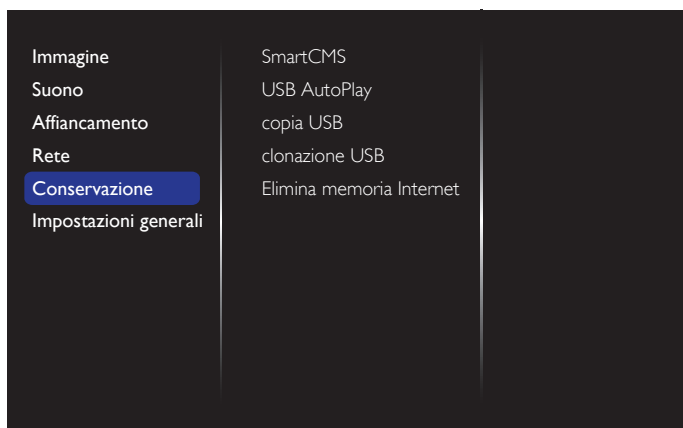 Immagine
Suono
Affiancamento
Rete
Conservazione
Impostazioni generali
SmartCMS
USB AutoPlay
copia USB
clonazione USB
Elimina memoria Internet